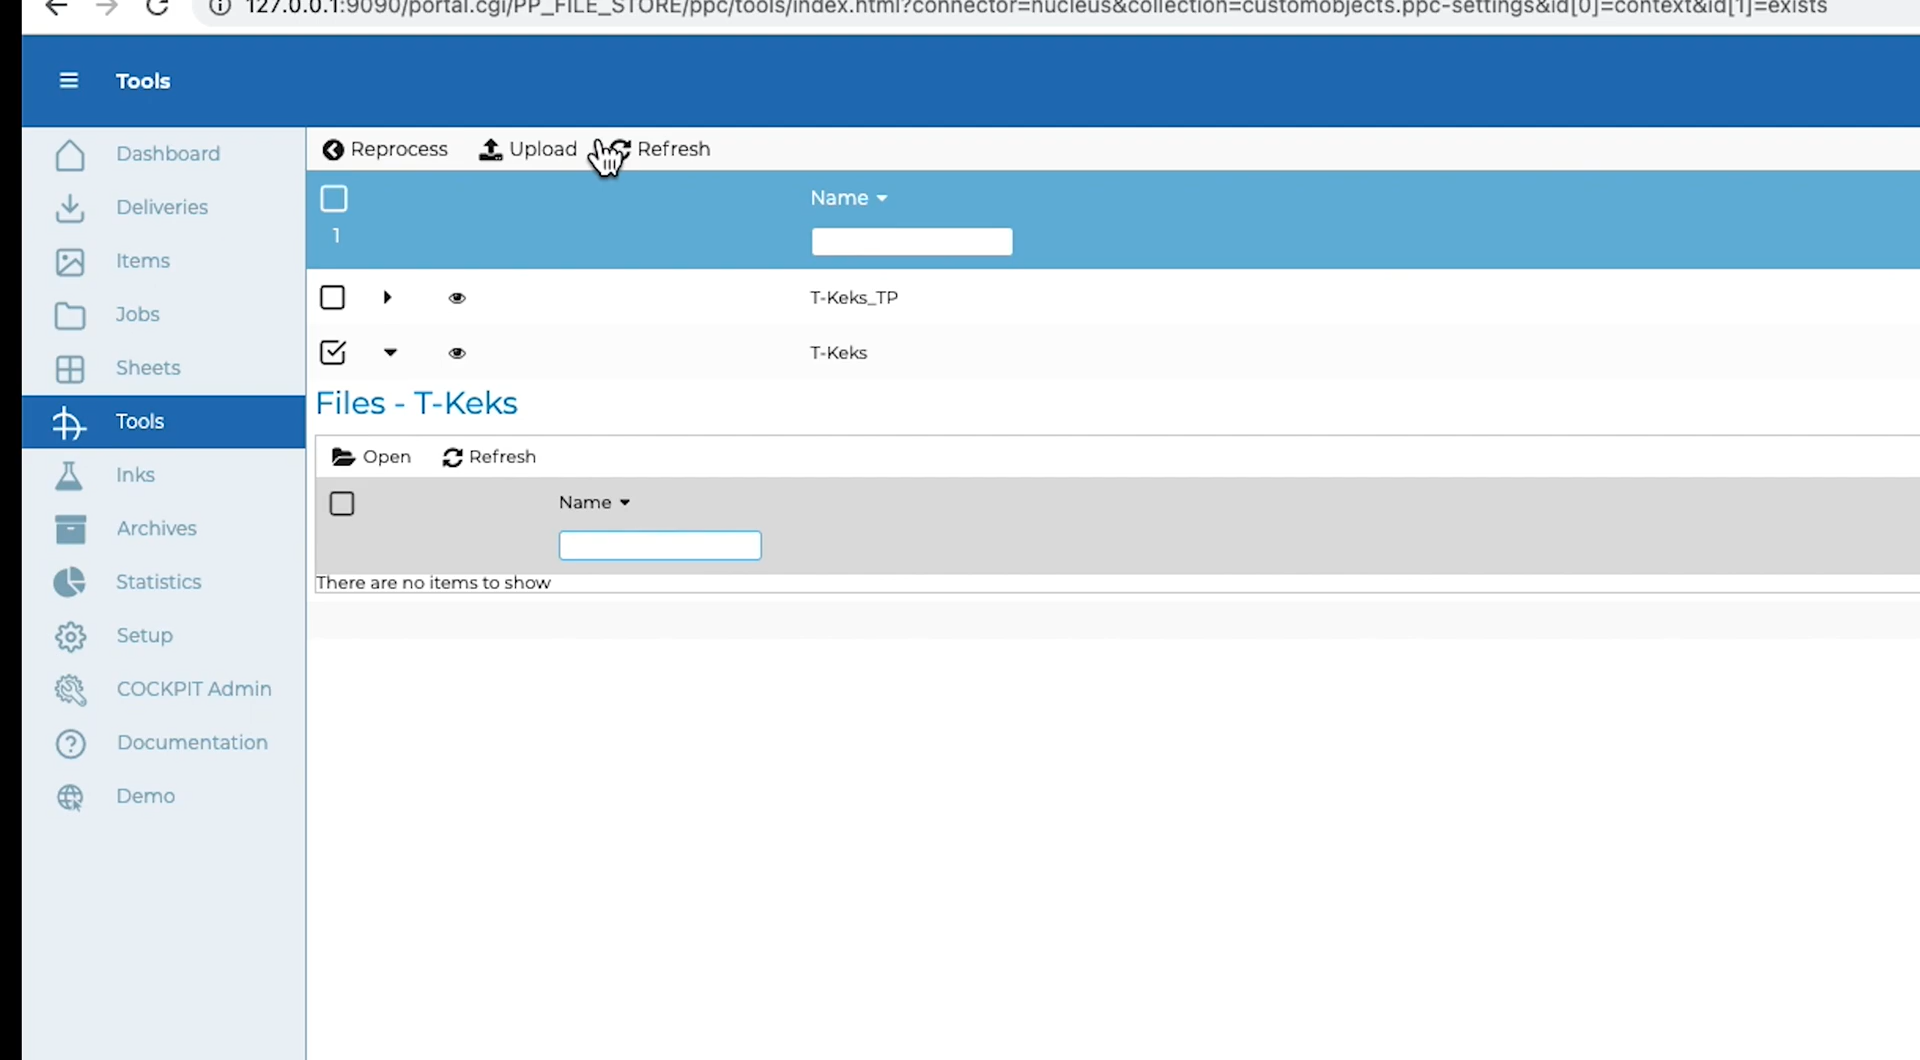 127.0.0.1:9090/portal.cgi/PP_FILE_STORE/ppc/tools/index.html?connector=nucleus&collection=customobjects.ppc-settings&id[0]=context&id[1]=exists
Tools
Dashboard
Deliveries
Items
Jobs
Sheets
Tools
Inks
Archives
Statistics
Setup
COCKPIT Admin
Documentation
Demo
Reprocess Upload Refresh
Name
1
T-Keks_TP
T-Keks
Files - T-Keks
Open Refresh
Name
There are no items to show